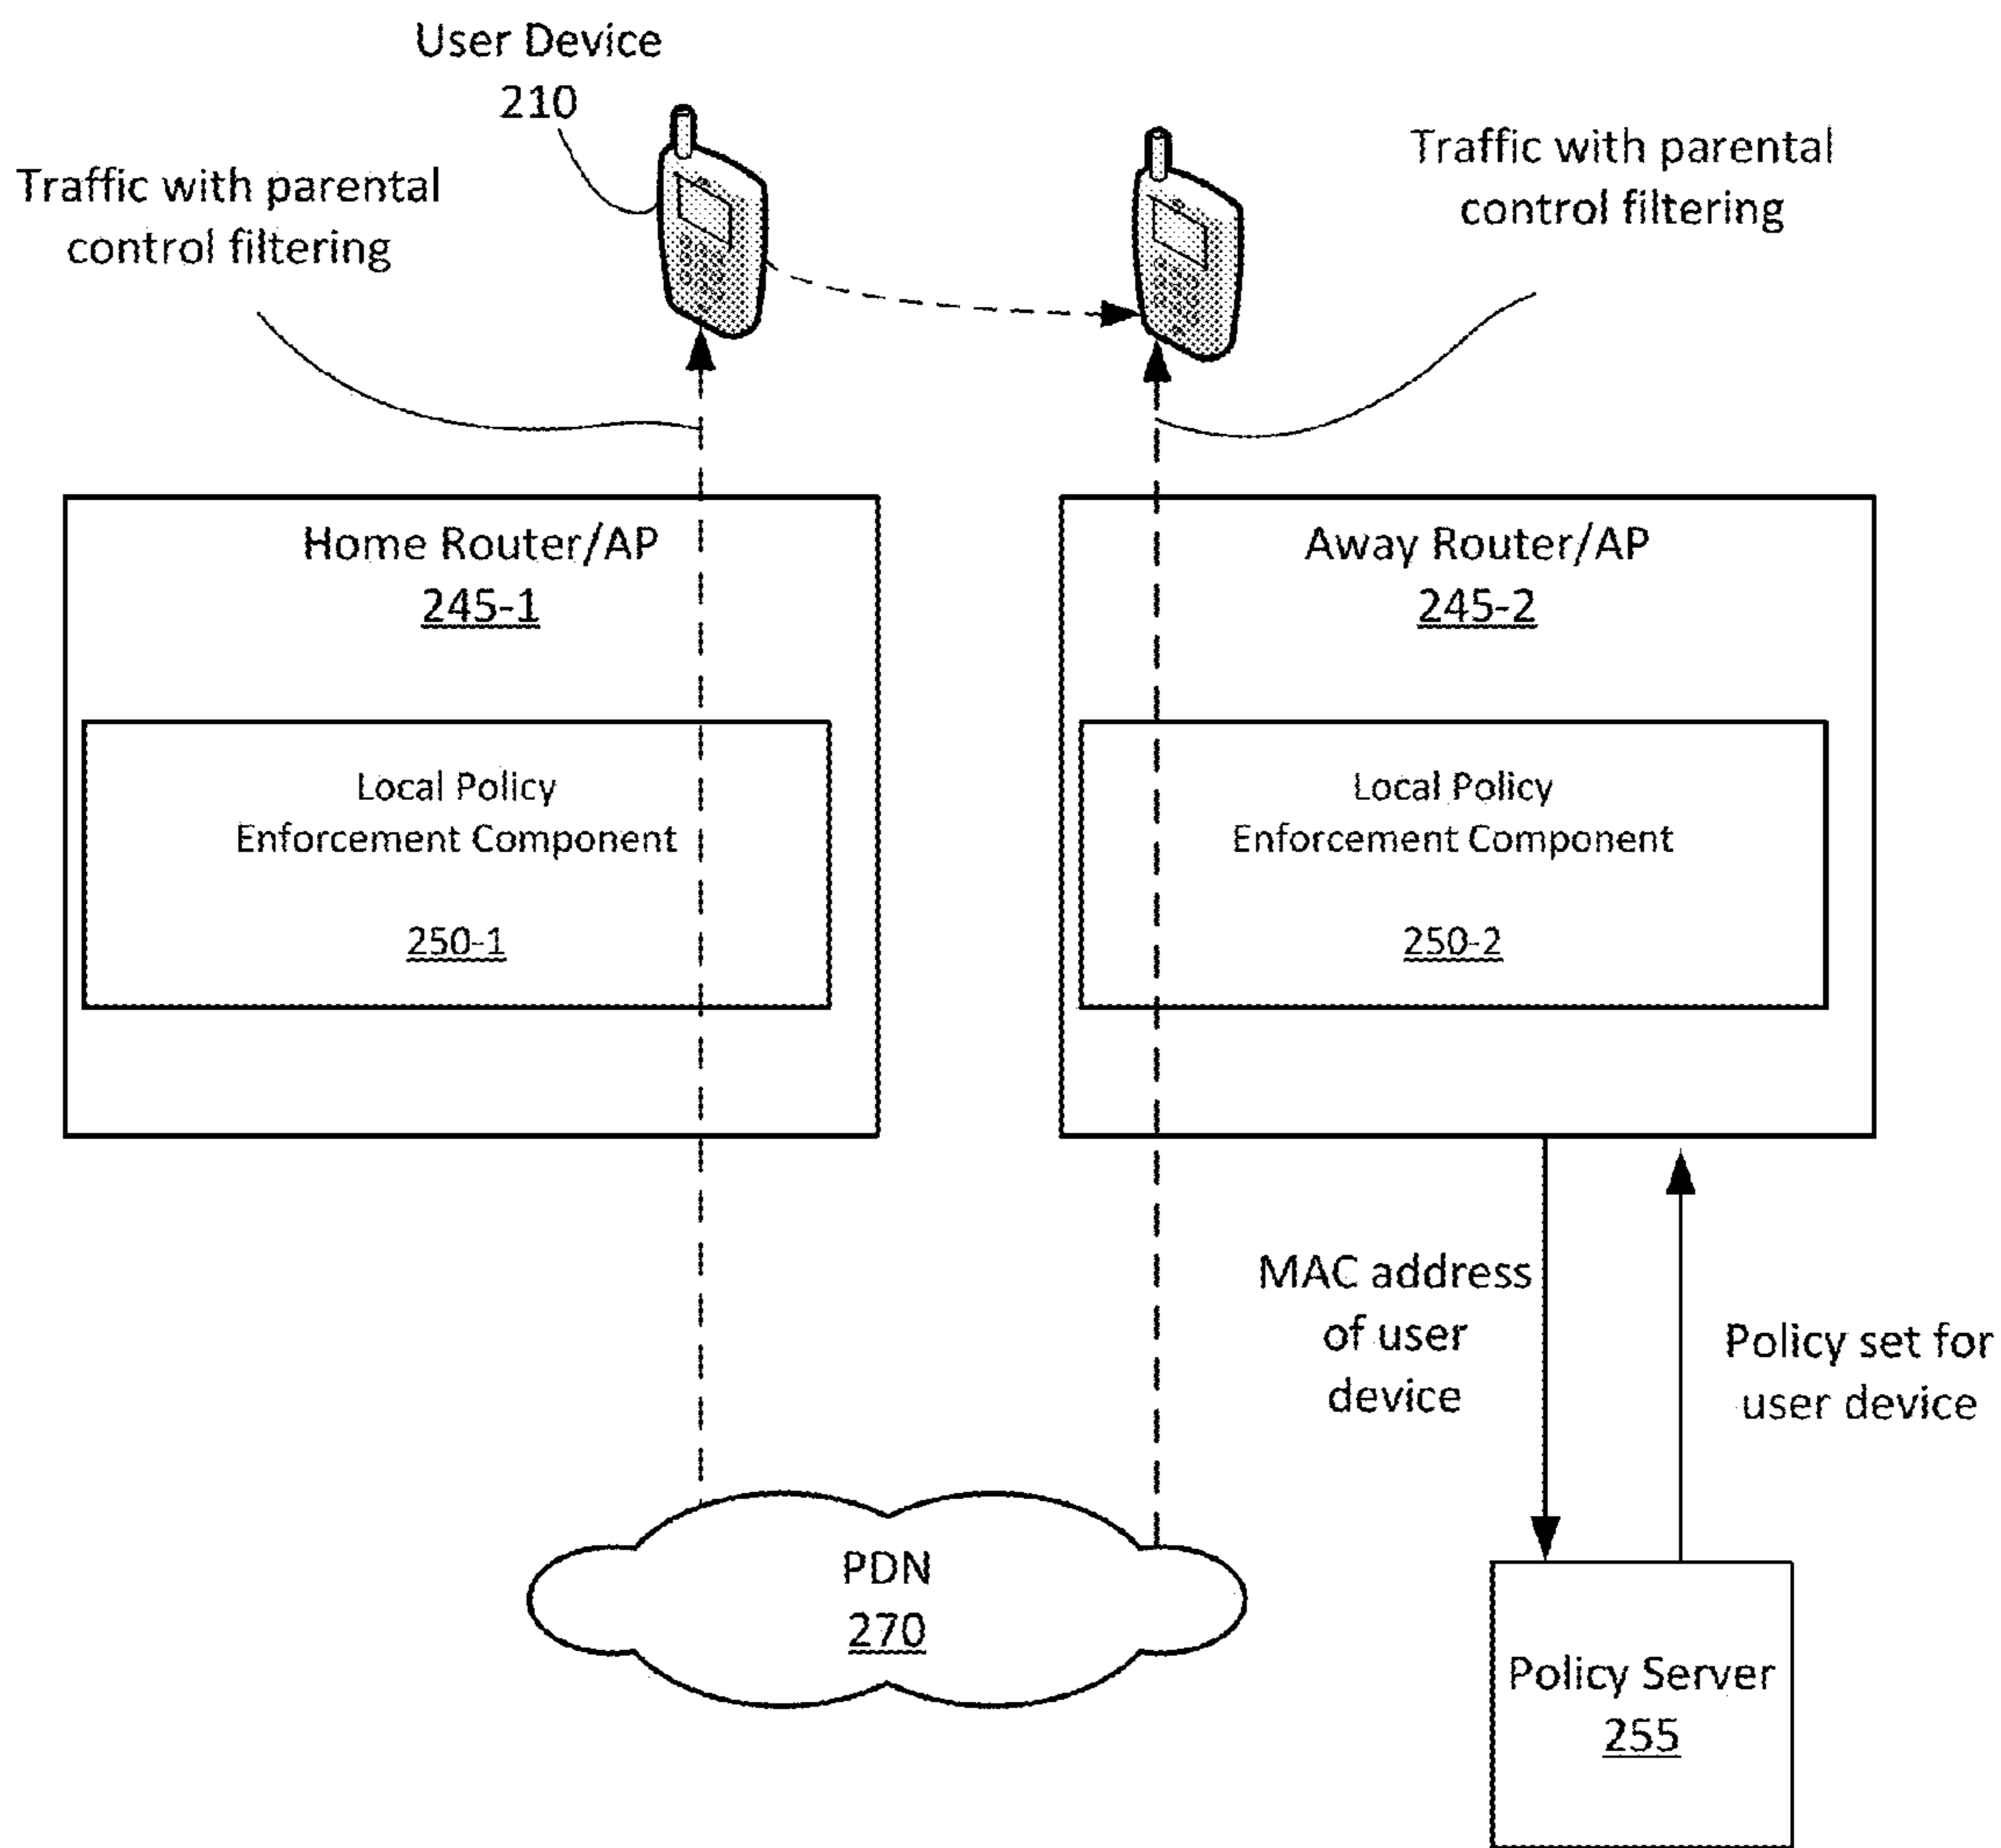 User Device
210
Traffic with parental
control filtering
Traffic with parental
control filtering
Home Router/AP
245-1
Away Router/AP
245-2
Local Policy
Enforcement Component
250-1
Local Policy
Enforcement Component
250-2
MAC address
of user
device
Policy set for
user device
PDN
270
Policy Server
255